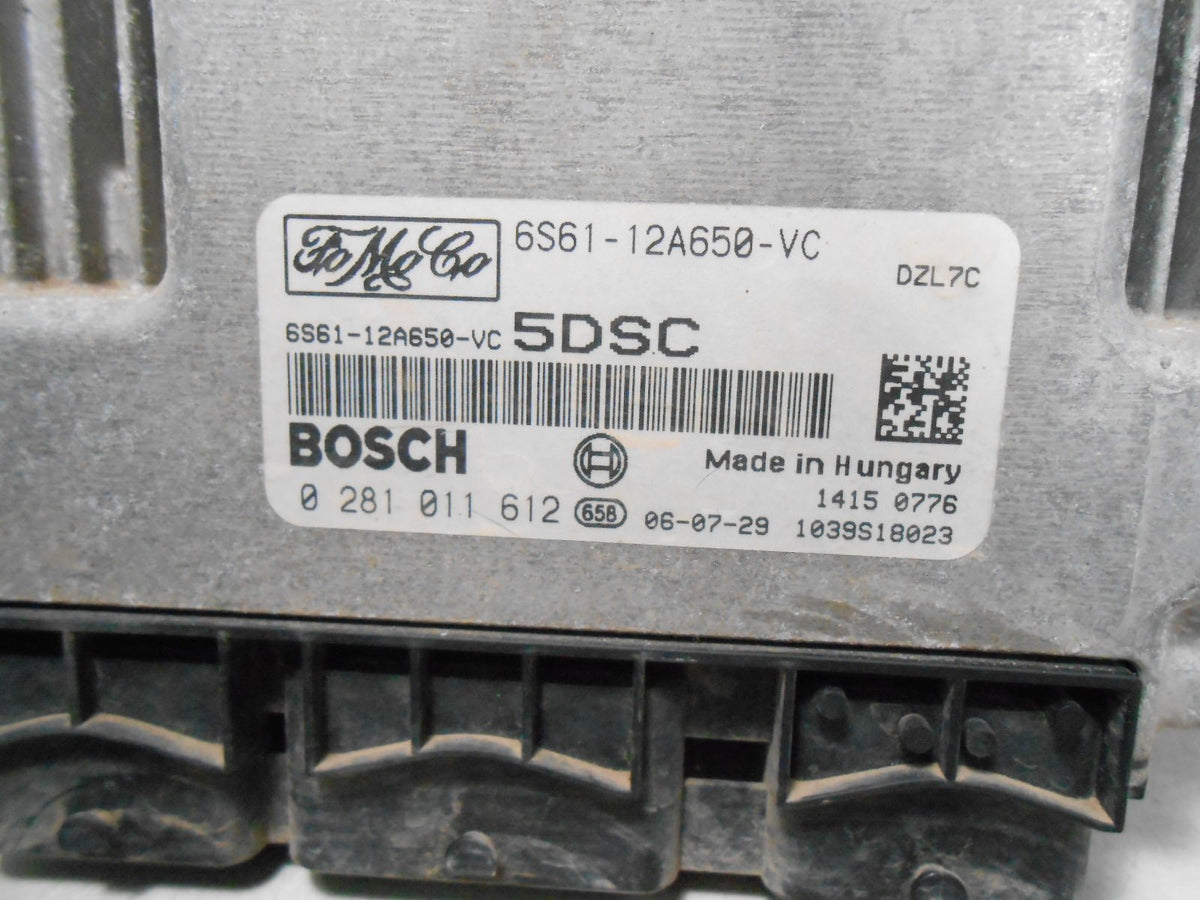 FoMoCo 6S61-12A650-VC
DZL7C
6S61-12A650-VC 5DSC
BOSCH
Made in Hungary
1415 0776
0 281 011 612 658 06-07-29 1039S18023